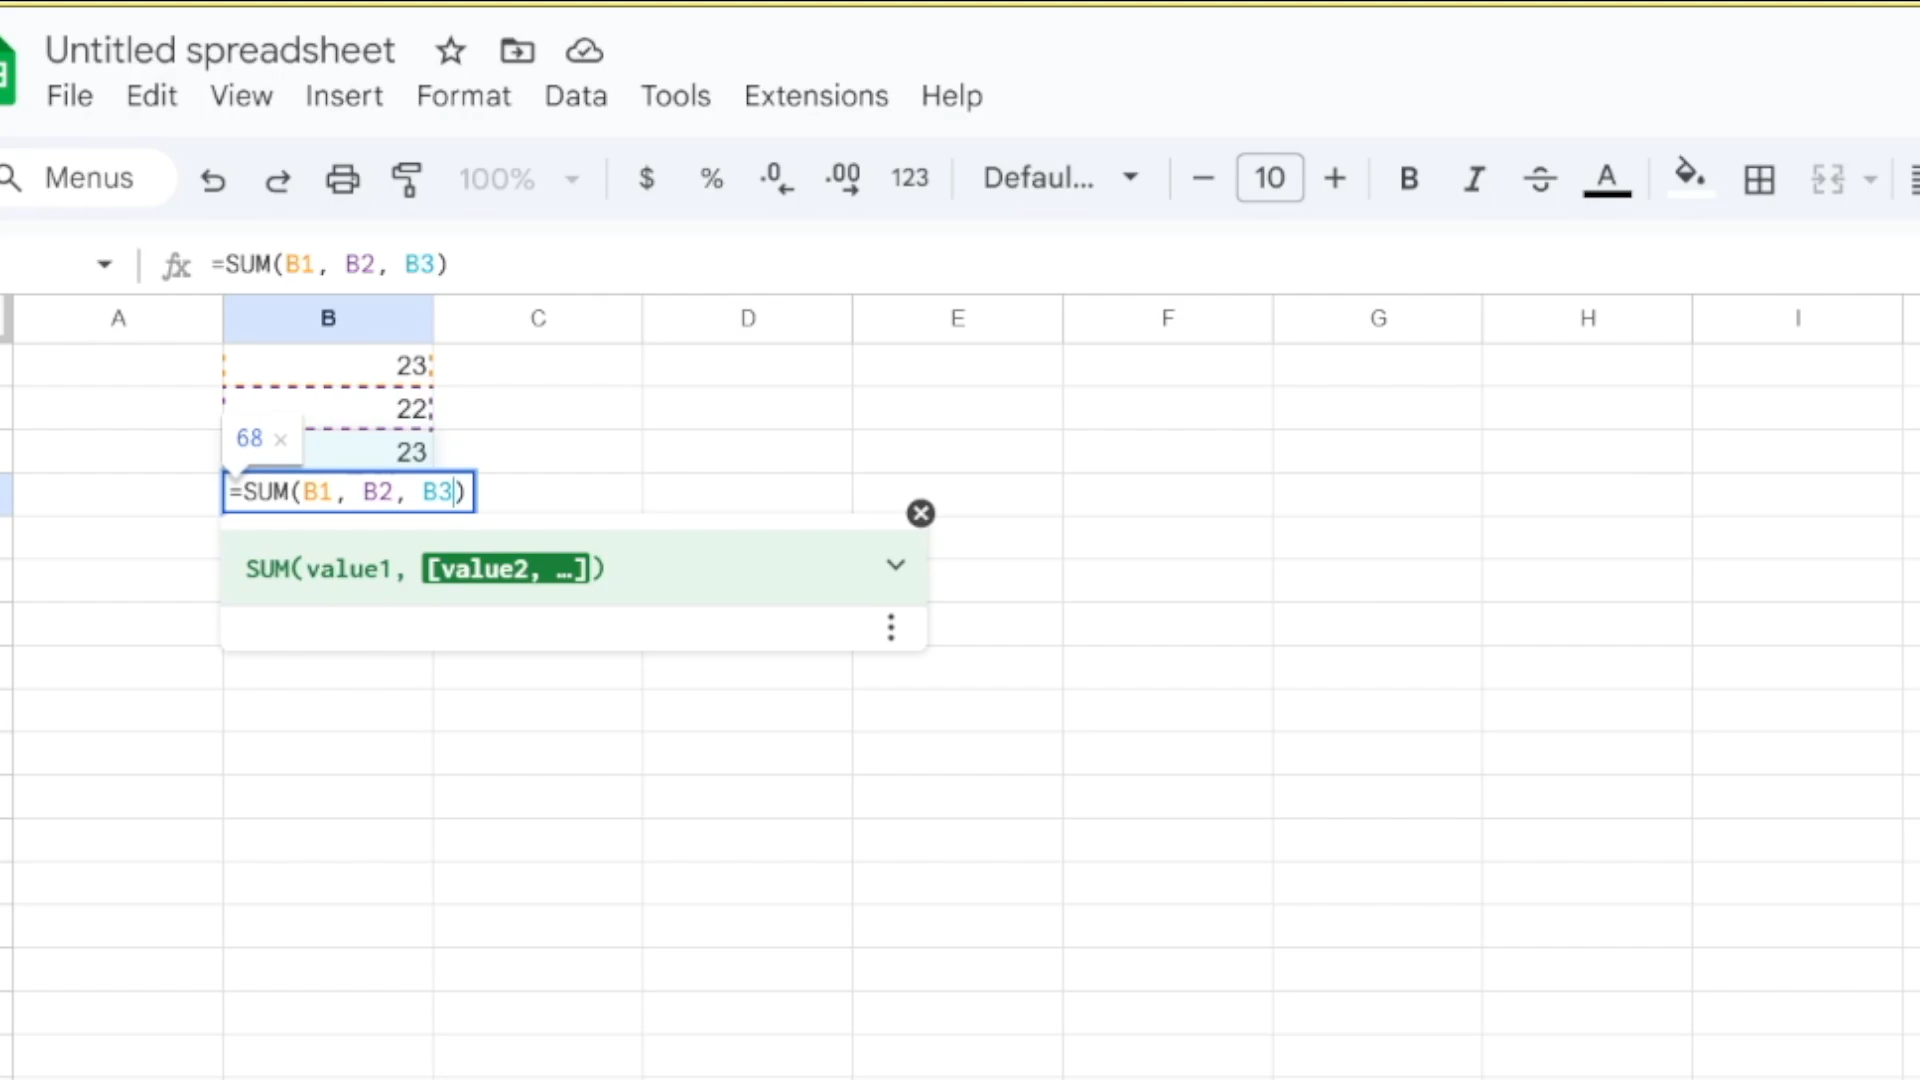 Untitled spreadsheet
File Edit View Insert Format Data Tools Extensions Help
Menus 100% $ % .0 .00 123 Defaul... 10 B I A
fx =SUM(B1, B2, B3)
A B C D E F G H I
23
22
68 × 23
=SUM(B1, B2, B3)
SUM(value1, [value2, …])